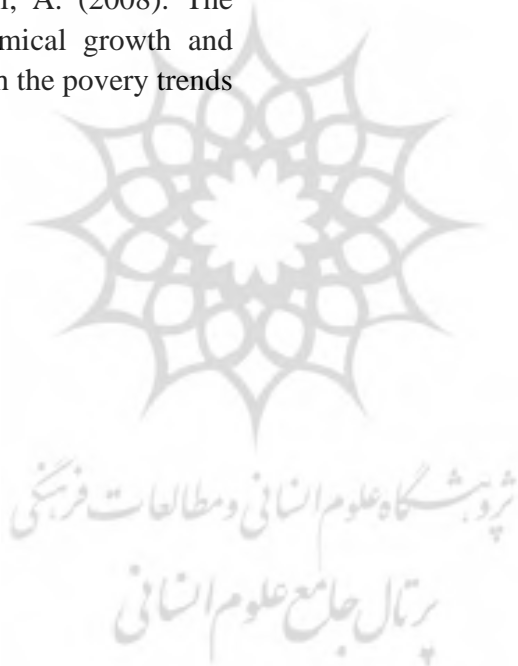 A. (2008). The
mical growth and
the povery trends
پژوهشگاه علوم انسانی و مطالعات فرهنگی
پرتال جامع علوم انسانی